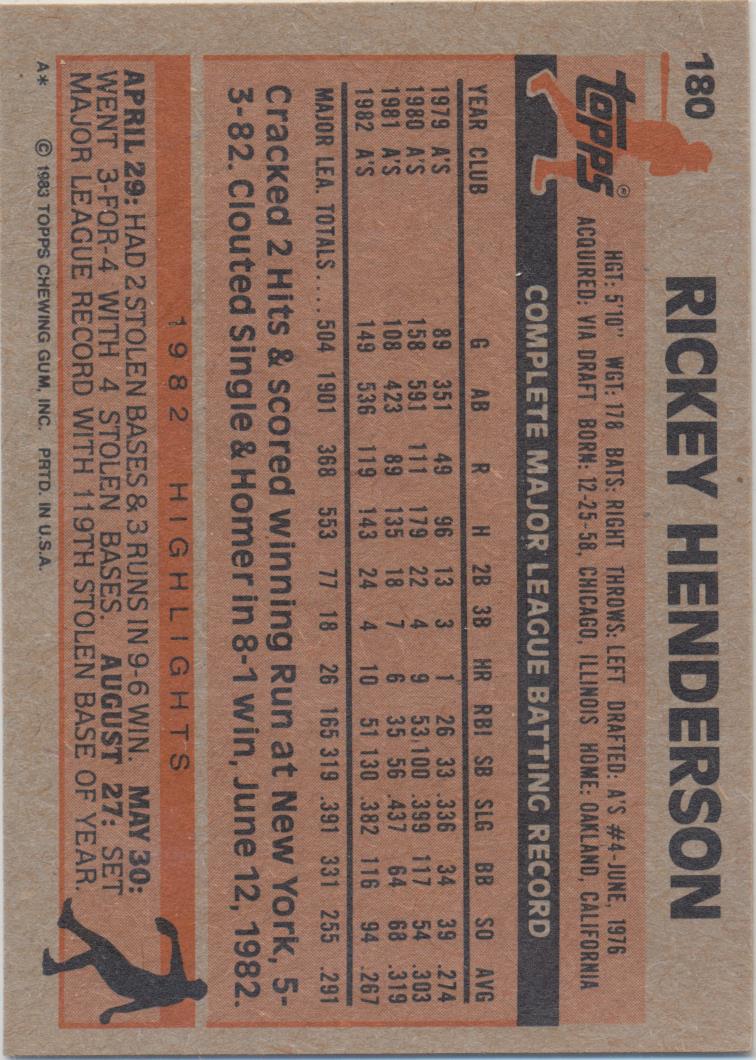 180
Topps®
RICKEY HENDERSON
HGT: 5'10" WGT: 178 BATS: RIGHT THROWS: LEFT DRAFTED: A'S #4-JUNE, 1976
ACQUIRED: VIA DRAFT BORN: 12-25-58, CHICAGO, ILLINOIS HOME: OAKLAND, CALIFORNIA
COMPLETE MAJOR LEAGUE BATTING RECORD
YEAR CLUB G AB R H 2B 3B HR RBI SB SLG BB SO AVG
1979 A'S 89 351 49 96 13 3 1 26 33 .336 34 39 .274
1980 A'S 158 591 111 179 22 4 9 53 100 .399 117 54 .303
1981 A'S 108 423 89 135 18 7 6 35 56 .437 64 68 .319
1982 A'S 149 536 119 143 24 4 10 51 130 .382 116 94 .267
MAJOR LEA. TOTALS.... 504 1901 368 553 77 18 26 165 319 .391 331 255 .291
Cracked 2 Hits & scored winning Run at New York, 5-
3-82. Clouted Single & Homer in 8-1 win, June 12, 1982.
1982 HIGHLIGHTS
APRIL 29: HAD 2 STOLEN BASES & 3 RUNS IN 9-6 WIN. MAY 30:
WENT 3-FOR-4 WITH 4 STOLEN BASES. AUGUST 27: SET
MAJOR LEAGUE RECORD WITH 119TH STOLEN BASE OF YEAR.
A* © 1983 TOPPS CHEWING GUM, INC. PRTD. IN U.S.A.